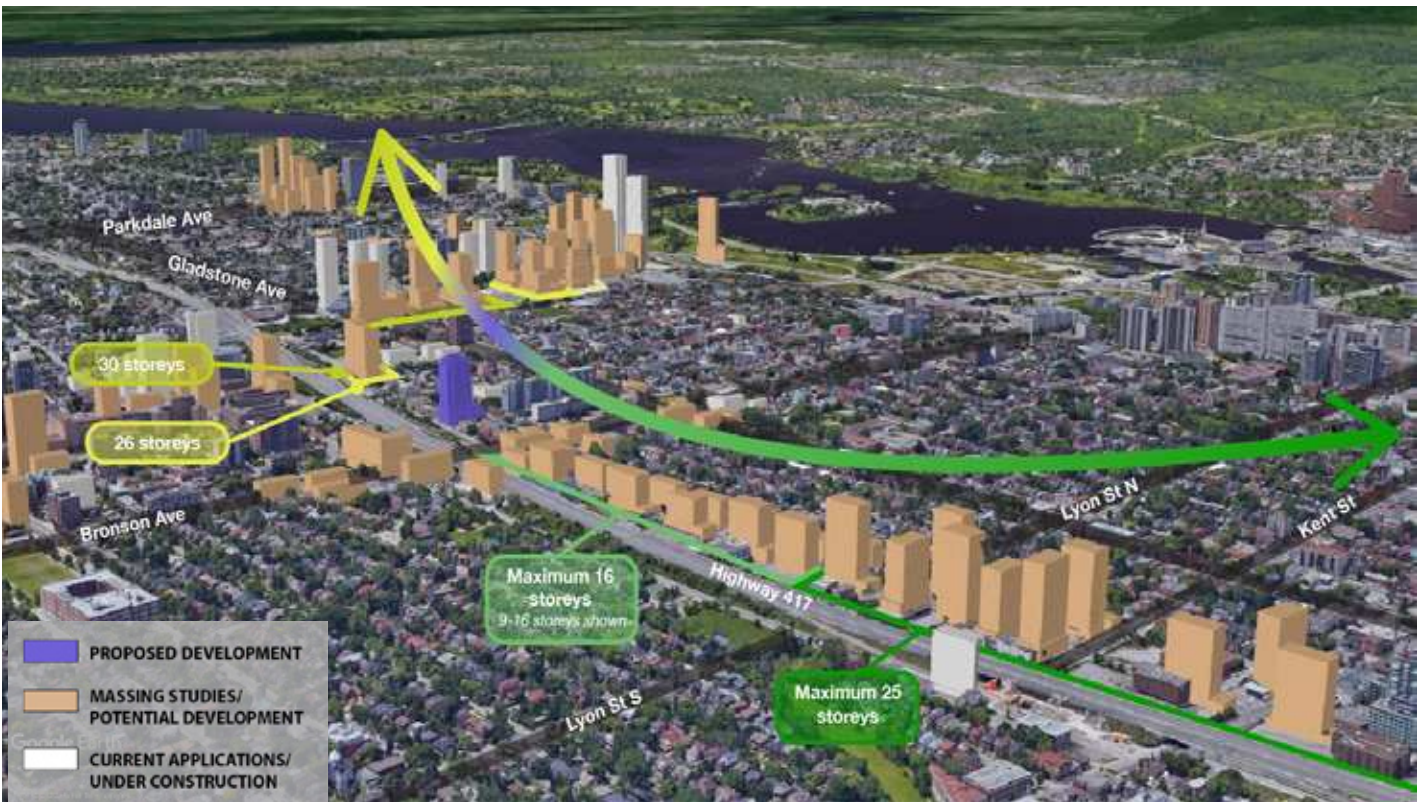 Parkdale Ave
Gladstone Ave
30 storeys
26 storeys
Bronson Ave
Lyon St N
Kent St
Maximum 16
storeys
9-16 storeys shown
Highway 417
Maximum 25
storeys
Lyon St S
PROPOSED DEVELOPMENT
MASSING STUDIES/
POTENTIAL DEVELOPMENT
CURRENT APPLICATIONS/
UNDER CONSTRUCTION